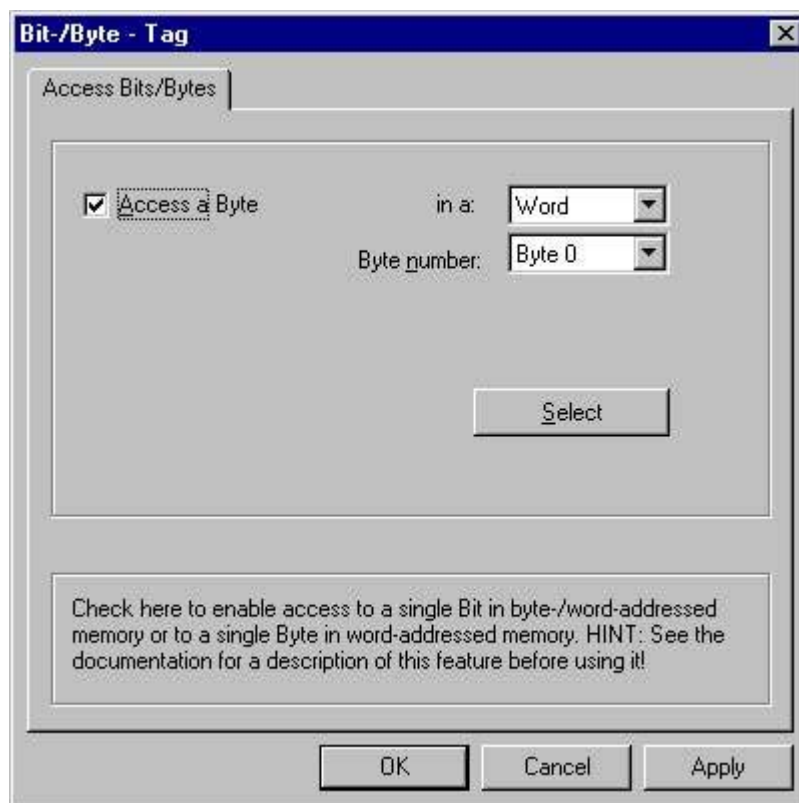 Bit-/Byte - Tag
Access Bits/Bytes
Access a Byte in a: Word
Byte number: Byte 0
Select
Check here to enable access to a single Bit in byte-/word-addressed
memory or to a single Byte in word-addressed memory. HINT: See the
documentation for a description of this feature before using it!
OK Cancel Apply